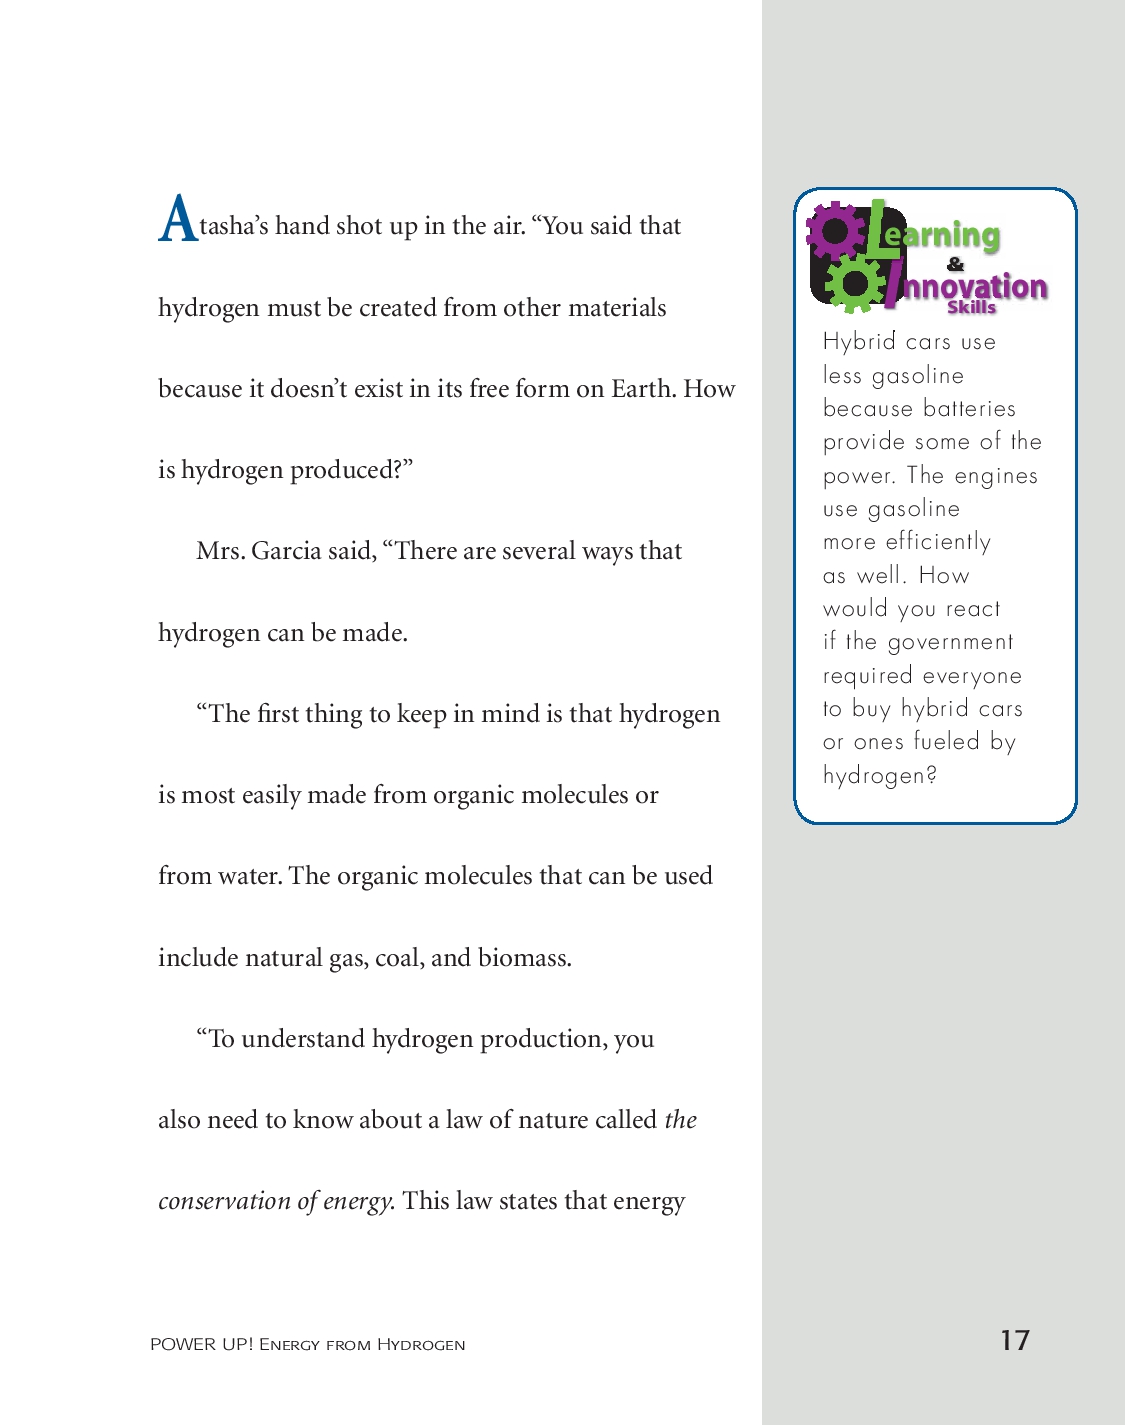 Atasha’s hand shot up in the air. “You said that
hydrogen must be created from other materials
because it doesn’t exist in its free form on Earth. How
is hydrogen produced?”
Mrs. Garcia said, “There are several ways that
hydrogen can be made.
“The first thing to keep in mind is that hydrogen
is most easily made from organic molecules or
from water. The organic molecules that can be used
include natural gas, coal, and biomass.
“To understand hydrogen production, you
also need to know about a law of nature called the
conservation of energy. This law states that energy
Learning
&
Innovation
Skills
Hybrid cars use
less gasoline
because batteries
provide some of the
power. The engines
use gasoline
more efficiently
as well. How
would you react
if the government
required everyone
to buy hybrid cars
or ones fueled by
hydrogen?
POWER UP! Energy from Hydrogen
17